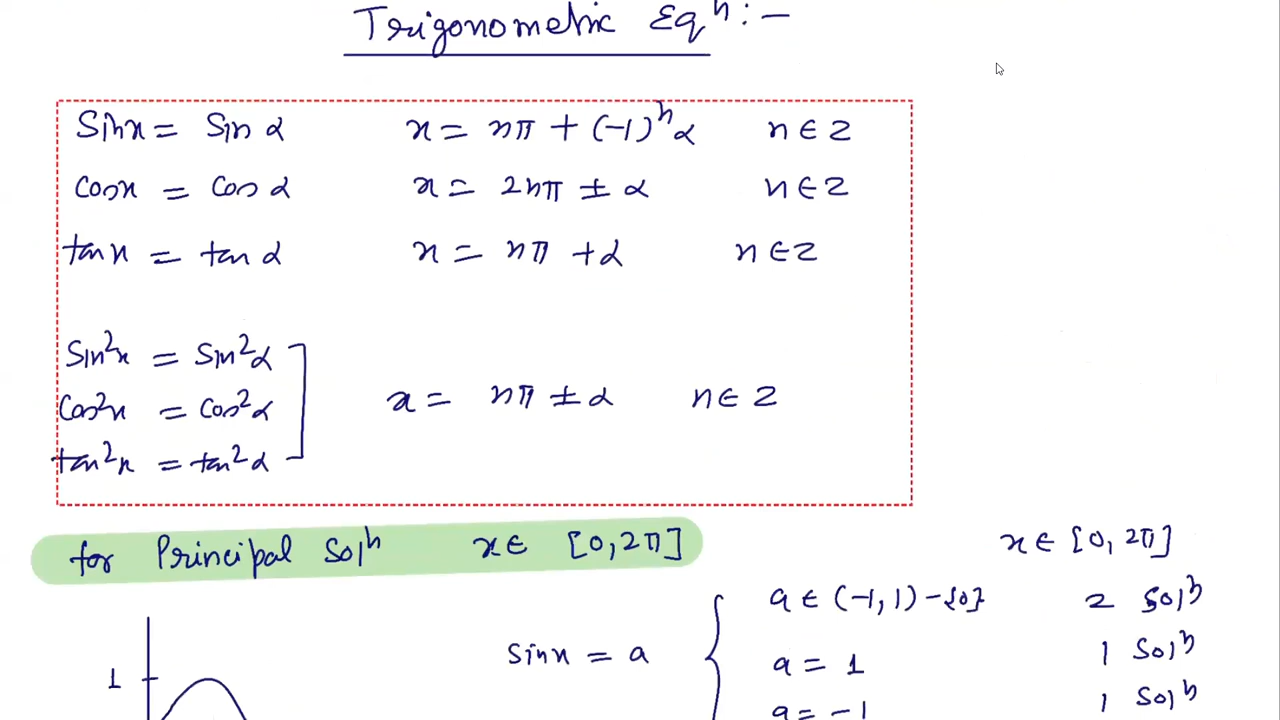 Trigonometric Eqⁿ:-
Sinx = Sin α x = nπ + (-1)ⁿα n ∈ Z
Cosx = Cos α x = 2nπ ± α n ∈ Z
tan x = tan α x = nπ + α n ∈ Z
Sin²x = Sin²α
Cos²x = Cos²α x = nπ ± α n ∈ Z
tan²x = tan²α
for Principal Solⁿ x ∈ [0, 2π] x ∈ [0, 2π]
a ∈ (-1, 1) - {0} 2 Solⁿ
Sinx = a
1 a = 1 1 Solⁿ
a = -1 1 Solⁿ